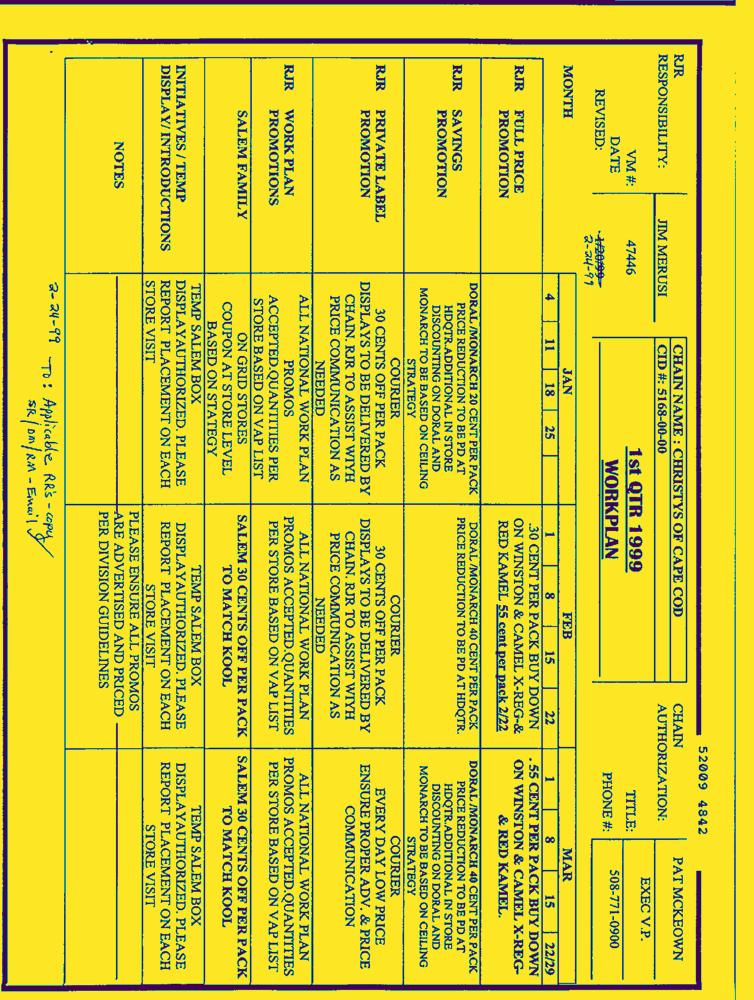 52009 4842
RJR
RESPONSIBILITY:
JIM MERUSI
VM #:
47446
DATE
REVISED:
1/20/99
2-24-99
CHAIN NAME : CHRISTYS OF CAPE COD
CID #: 5168-00-00
1st QTR 1999
WORKPLAN
CHAIN
AUTHORIZATION:
PAT MCKEOWN
TITLE:
EXEC V.P.
PHONE #:
508-771-0900
MONTH
JAN
FEB
MAR
4 11 18 25
1 8 15 22
1 8 15 22/29
RJR FULL PRICE
PROMOTION
.30 CENT PER PACK BUY DOWN
ON WINSTON & CAMEL X-REG-&
RED KAMEL 55 cent per pack 2/22
.55 CENT PER PACK BUY DOWN
ON WINSTON & CAMEL X-REG-
& RED KAMEL.
RJR SAVINGS
PROMOTION
DORAL /MONARCH 20 CENT PER PACK
PRICE REDUCTION TO BE PD AT
HDQTR.ADDITIONAL IN STORE
DISCOUNTING ON DORAL AND
MONARCH TO BE BASED ON CEILING
STRATEGY
DORAL /MONARCH 40 CENT PER PACK
PRICE REDUCTION TO BE PD AT HDQTR.
DORAL /MONARCH 40 CENT PER PACK
PRICE REDUCTION TO BE PD AT
HDQTR.ADDITIONAL IN STORE
DISCOUNTING ON DORAL AND
MONARCH TO BE BASED ON CEILING
STRATEGY
RJR PRIVATE LABEL
PROMOTION
COURIER
30 CENTS OFF PER PACK
DISPLAYS TO BE DELIVERED BY
CHAIN. RJR TO ASSIST WIYH
PRICE COMMUNICATION AS
NEEDED
COURIER
30 CENTS OFF PER PACK
DISPLAYS TO BE DELIVERED BY
CHAIN. RJR TO ASSIST WIYH
PRICE COMMUNICATION AS
NEEDED
COURIER
EVERY DAY LOW PRICE
ENSURE PROPER ADV. & PRICE
COMMUNICATION
RJR WORK PLAN
PROMOTIONS
ALL NATIONAL WORK PLAN
PROMOS
ACCEPTED.QUANTITIES PER
STORE BASED ON VAP LIST
ALL NATIONAL WORK PLAN
PROMOS ACCEPTED.QUANTITIES
PER STORE BASED ON VAP LIST
ALL NATIONAL WORK PLAN
PROMOS ACCEPTED.QUANTITIES
PER STORE BASED ON VAP LIST
SALEM FAMILY
ON GRID STORES
COUPON AT STORE LEVEL
BASED ON STATEGY
SALEM 30 CENTS OFF PER PACK
TO MATCH KOOL
SALEM 30 CENTS OFF PER PACK
TO MATCH KOOL
INITIATIVES / TEMP
DISPLAY/ INTRODUCTIONS
TEMP SALEM BOX
DISPLAYAUTHORIZED. PLEASE
REPORT PLACEMENT ON EACH
STORE VISIT
TEMP SALEM BOX
DISPLAYAUTHORIZED. PLEASE
REPORT PLACEMENT ON EACH
STORE VISIT
TEMP SALEM BOX
DISPLAYAUTHORIZED. PLEASE
REPORT PLACEMENT ON EACH
STORE VISIT
NOTES
PLEASE ENSURE ALL PROMOS
ARE ADVERTISED AND PRICED
PER DIVISION GUIDELINES
2-24-99 TO: Applicable RR's - copy
SR/DM/RM - Email